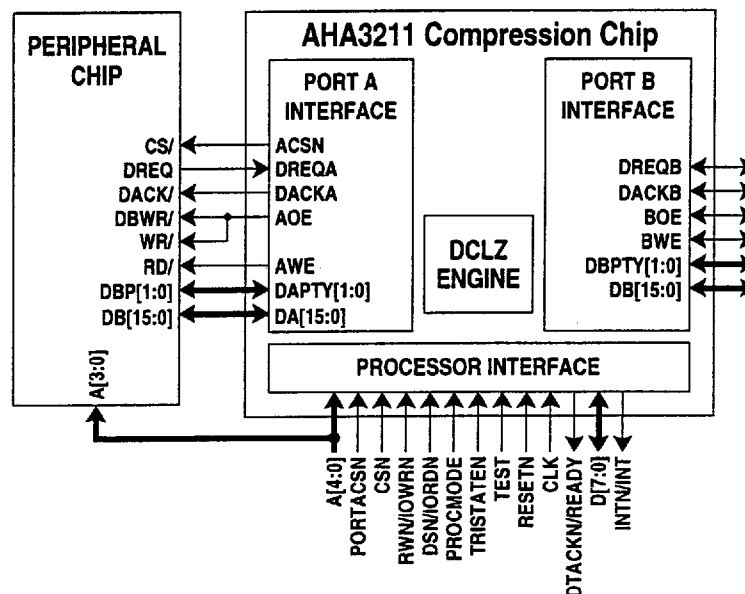 PERIPHERAL
CHIP
CS/
DREQ
DACK/
DBWR/
WR/
RD/
DBP[1:0]
DB[15:0]
A[3:0]
AHA3211 Compression Chip
PORT A
INTERFACE
ACSN
DREQA
DACKA
AOE
AWE
DAPTY[1:0]
DA[15:0]
DCLZ
ENGINE
PORT B
INTERFACE
DREQB
DACKB
BOE
BWE
DBPTY[1:0]
DB[15:0]
PROCESSOR INTERFACE
A[4:0]
PORTACSN
CSN
RWN/IOWRN
DSN/IORDN
PROCMODE
TRISTATEN
TEST
RESETN
CLK
DTACKN/READY
D[7:0]
INTN/INT